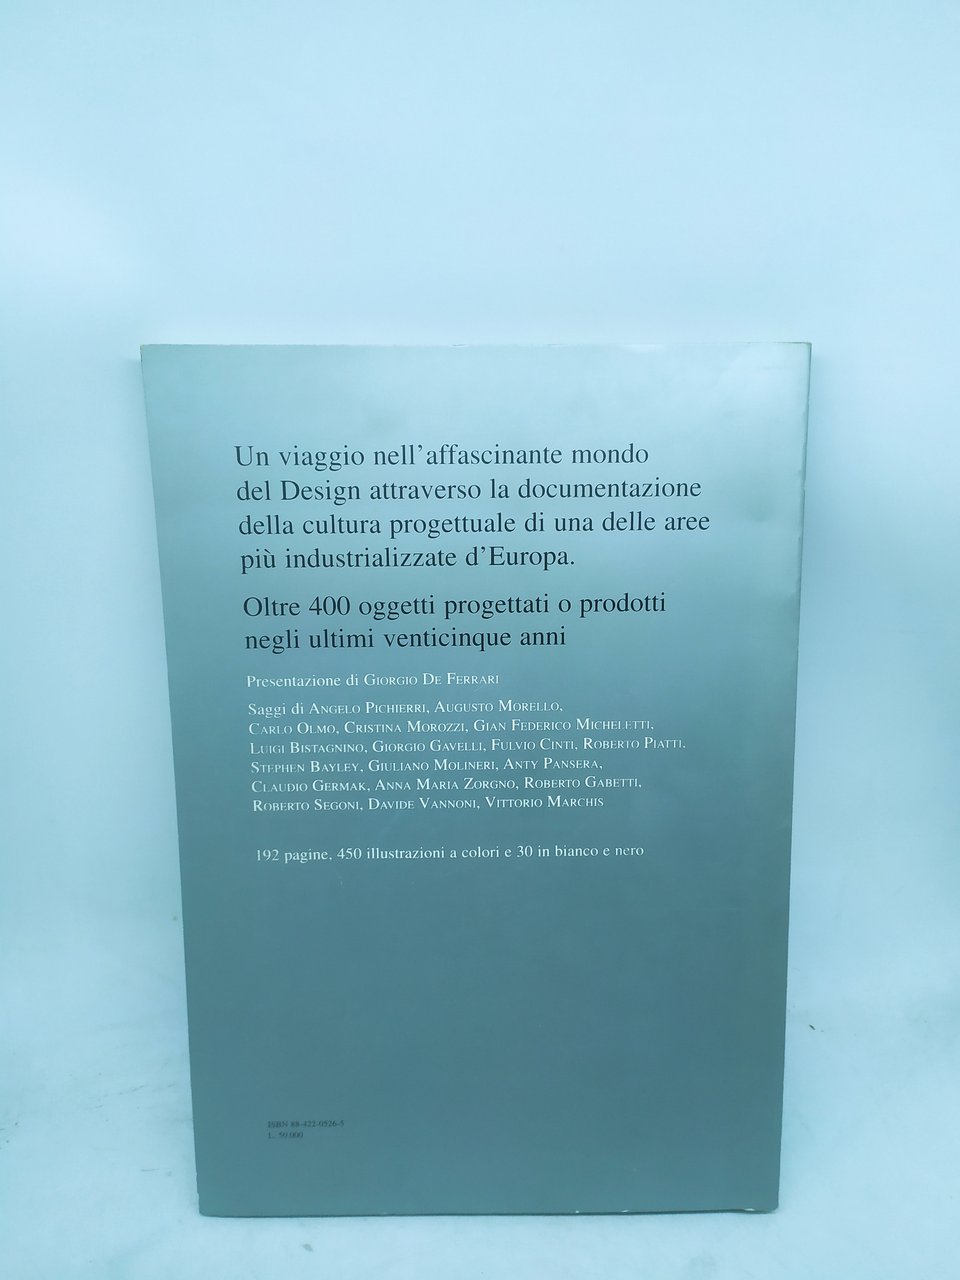 Un viaggio nell'affascinante mondo
del Design attraverso la documentazione
della cultura progettuale di una delle aree
più industrializzate d'Europa.
Oltre 400 oggetti progettati o prodotti
negli ultimi venticinque anni
Presentazione di GIORGIO DE FERRARI
Saggi di ANGELO PICHIERRI, AUGUSTO MORELLO,
CARLO OLMO, CRISTINA MOROZZI, GIAN FEDERICO MICHELETTI,
LUIGI BISTAGNINO, GIORGIO GAVELLI, FULVIO CINTI, ROBERTO PIATTI,
STEPHEN BAYLEY, GIULIANO MOLINERI, ANTY PANSERA,
CLAUDIO GERMAK, ANNA MARIA ZORGNO, ROBERTO GABETTI,
ROBERTO SEGONI, DAVIDE VANNONI, VITTORIO MARCHIS
192 pagine, 450 illustrazioni a colori e 30 in bianco e nero
ISBN 88-422-0526-5
L. 50.000